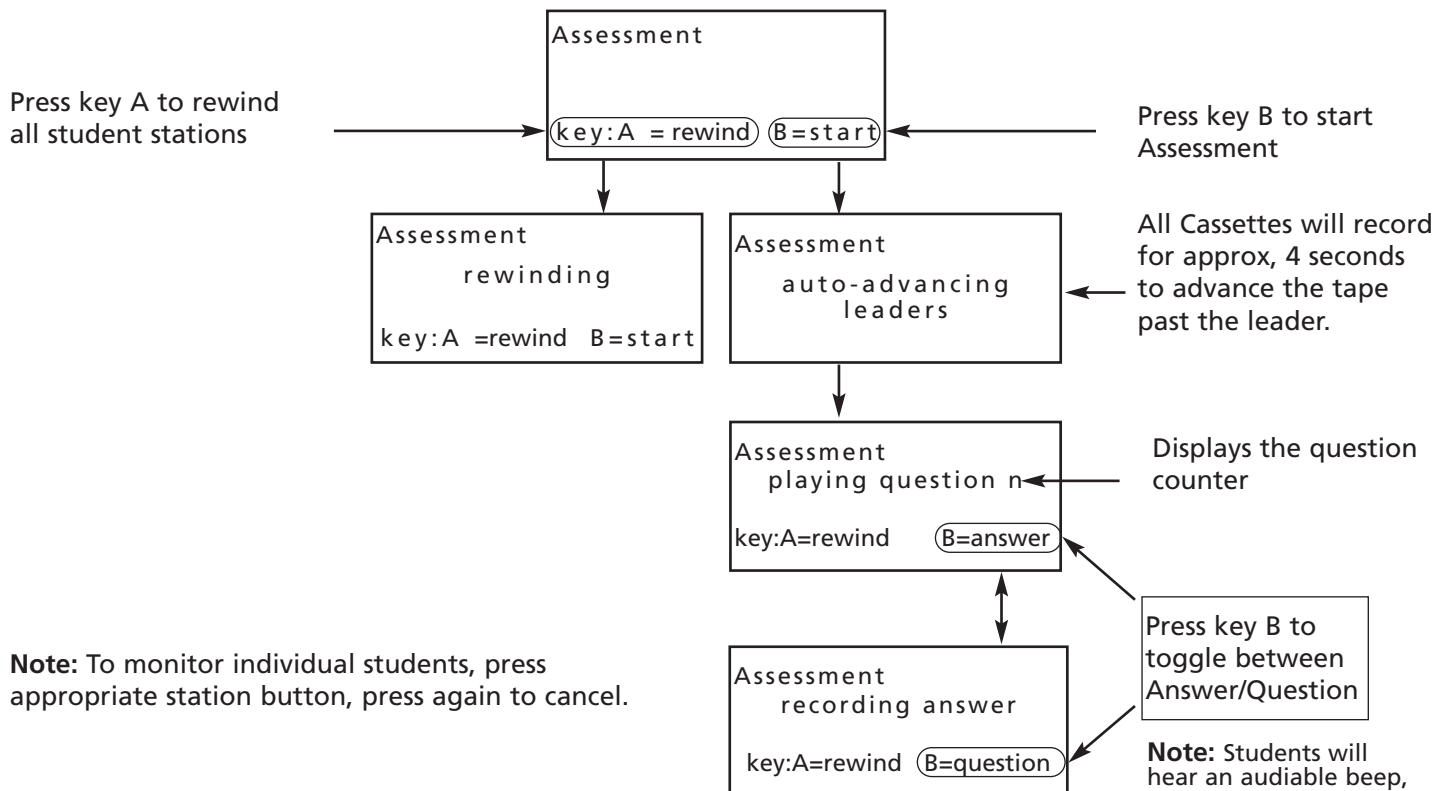 Assessment
key:A = rewind B=start
Press key A to rewind
all student stations
Press key B to start
Assessment
Assessment
rewinding
key:A =rewind B=start
Assessment
auto-advancing
leaders
All Cassettes will record
for approx, 4 seconds
to advance the tape
past the leader.
Assessment
playing question n
key:A=rewind B=answer
Displays the question
counter
Press key B to
toggle between
Answer/Question
Note: To monitor individual students, press
appropriate station button, press again to cancel.
Assessment
recording answer
key:A=rewind B=question
Note: Students will
hear an audiable beep,